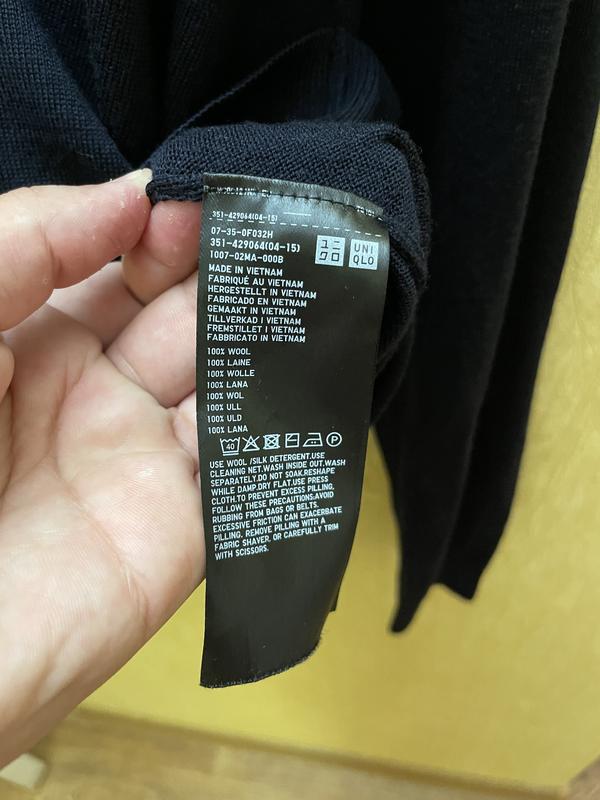 351-429064(04-15)
07-35-0F032H
351-429064(04-15)
1007-02MA-000B
ユニ
クロ
UNI
QLO
MADE IN VIETNAM
FABRIQUÉ AU VIETNAM
HERGESTELLT IN VIETNAM
FABRICADO EN VIETNAM
GEMAAKT IN VIETNAM
TILLVERKAD I VIETNAM
FREMSTILLET I VIETNAM
FABBRICATO IN VIETNAM
100% WOOL
100% LAINE
100% WOLLE
100% LANA
100% WOL
100% ULL
100% ULD
100% LANA
40
P
USE WOOL /SILK DETERGENT.USE
CLEANING NET.WASH INSIDE OUT.WASH
SEPARATELY.DO NOT SOAK.RESHAPE
WHILE DAMP.DRY FLAT.USE PRESS
CLOTH.TO PREVENT EXCESS PILLING,
FOLLOW THESE PRECAUTIONS:AVOID
RUBBING FROM BAGS OR BELTS.
EXCESSIVE FRICTION CAN EXACERBATE
PILLING. REMOVE PILLING WITH A
FABRIC SHAVER, OR CAREFULLY TRIM
WITH SCISSORS.